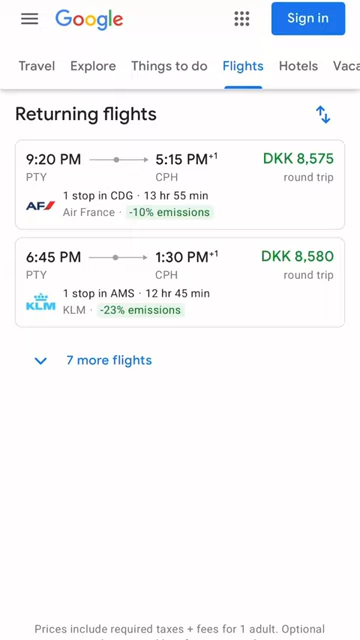 Google
Sign in
Travel Explore Things to do Flights Hotels Vaca
Returning flights
9:20 PM 5:15 PM+1 DKK 8,575
PTY CPH round trip
1 stop in CDG · 13 hr 55 min
AF Air France · -10% emissions
6:45 PM 1:30 PM+1 DKK 8,580
PTY CPH round trip
1 stop in AMS · 12 hr 45 min
KLM KLM · -23% emissions
7 more flights
Prices include required taxes + fees for 1 adult. Optional